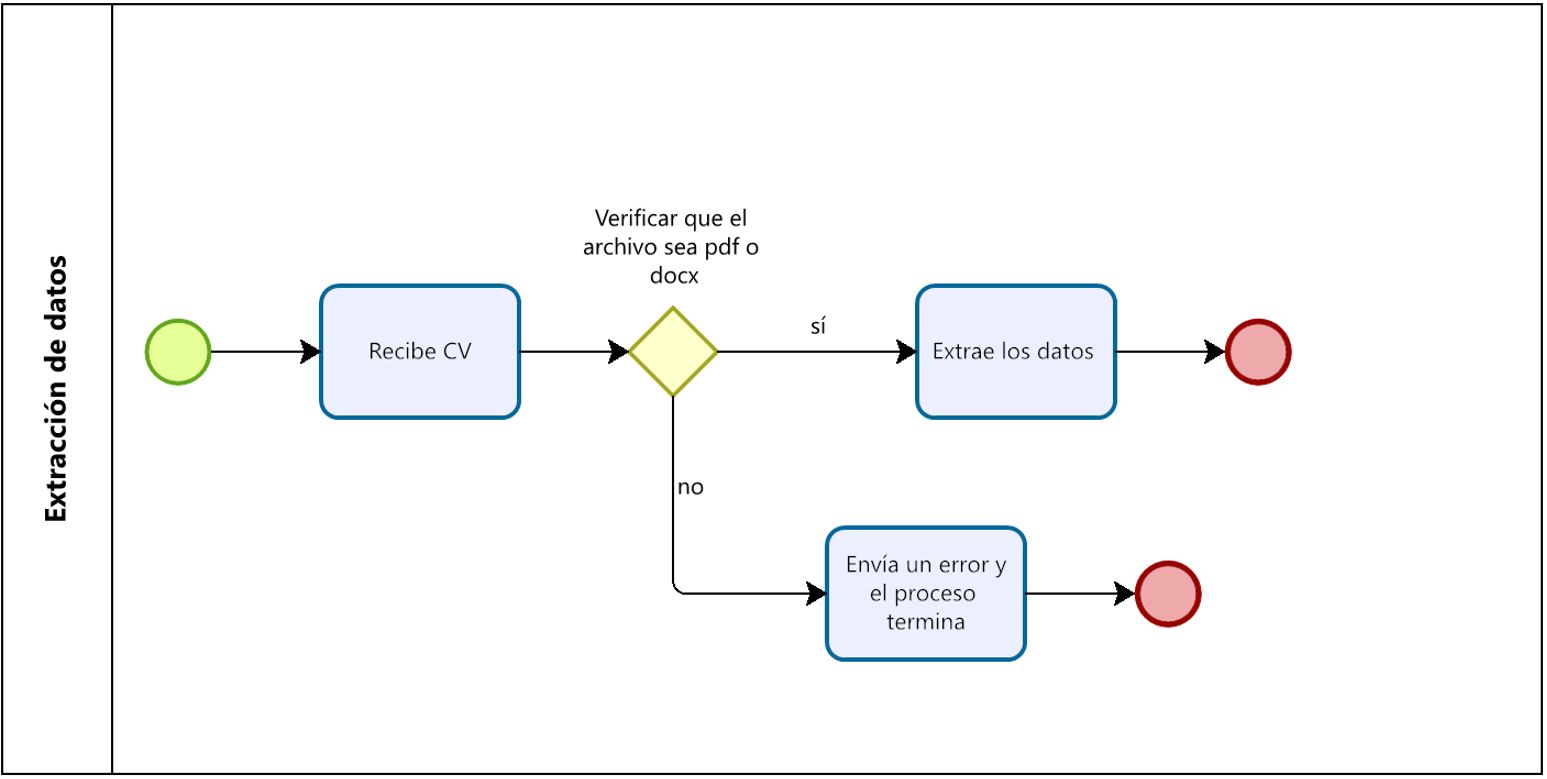 Extracción de datos
Verificar que el
archivo sea pdf o
docx
Recibe CV
sí
Extrae los datos
no
Envía un error y
el proceso
termina